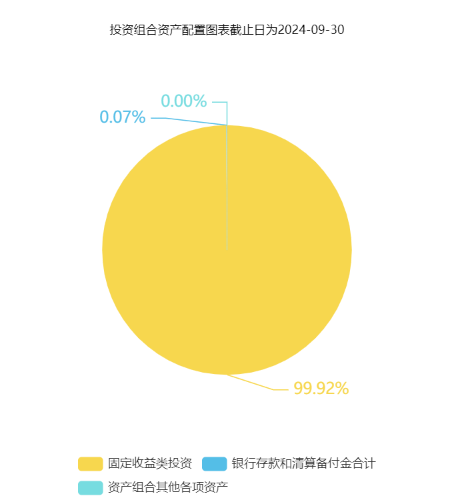 投资组合资产配置图表截止日为2024-09-30
0.00%
0.07%
99.92%
固定收益类投资 银行存款和清算备付金合计
资产组合其他各项资产